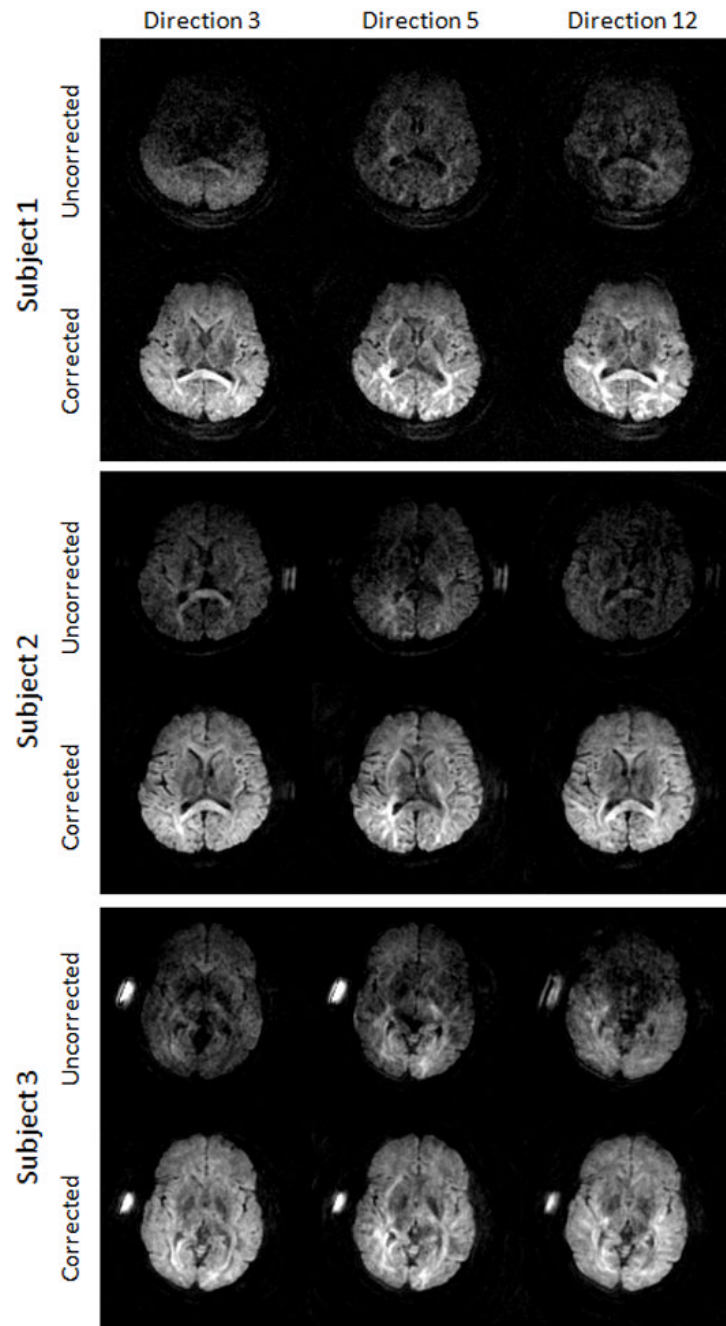 Direction 3 Direction 5 Direction 12
Subject 1
Uncorrected
Corrected
Subject 2
Uncorrected
Corrected
Subject 3
Uncorrected
Corrected